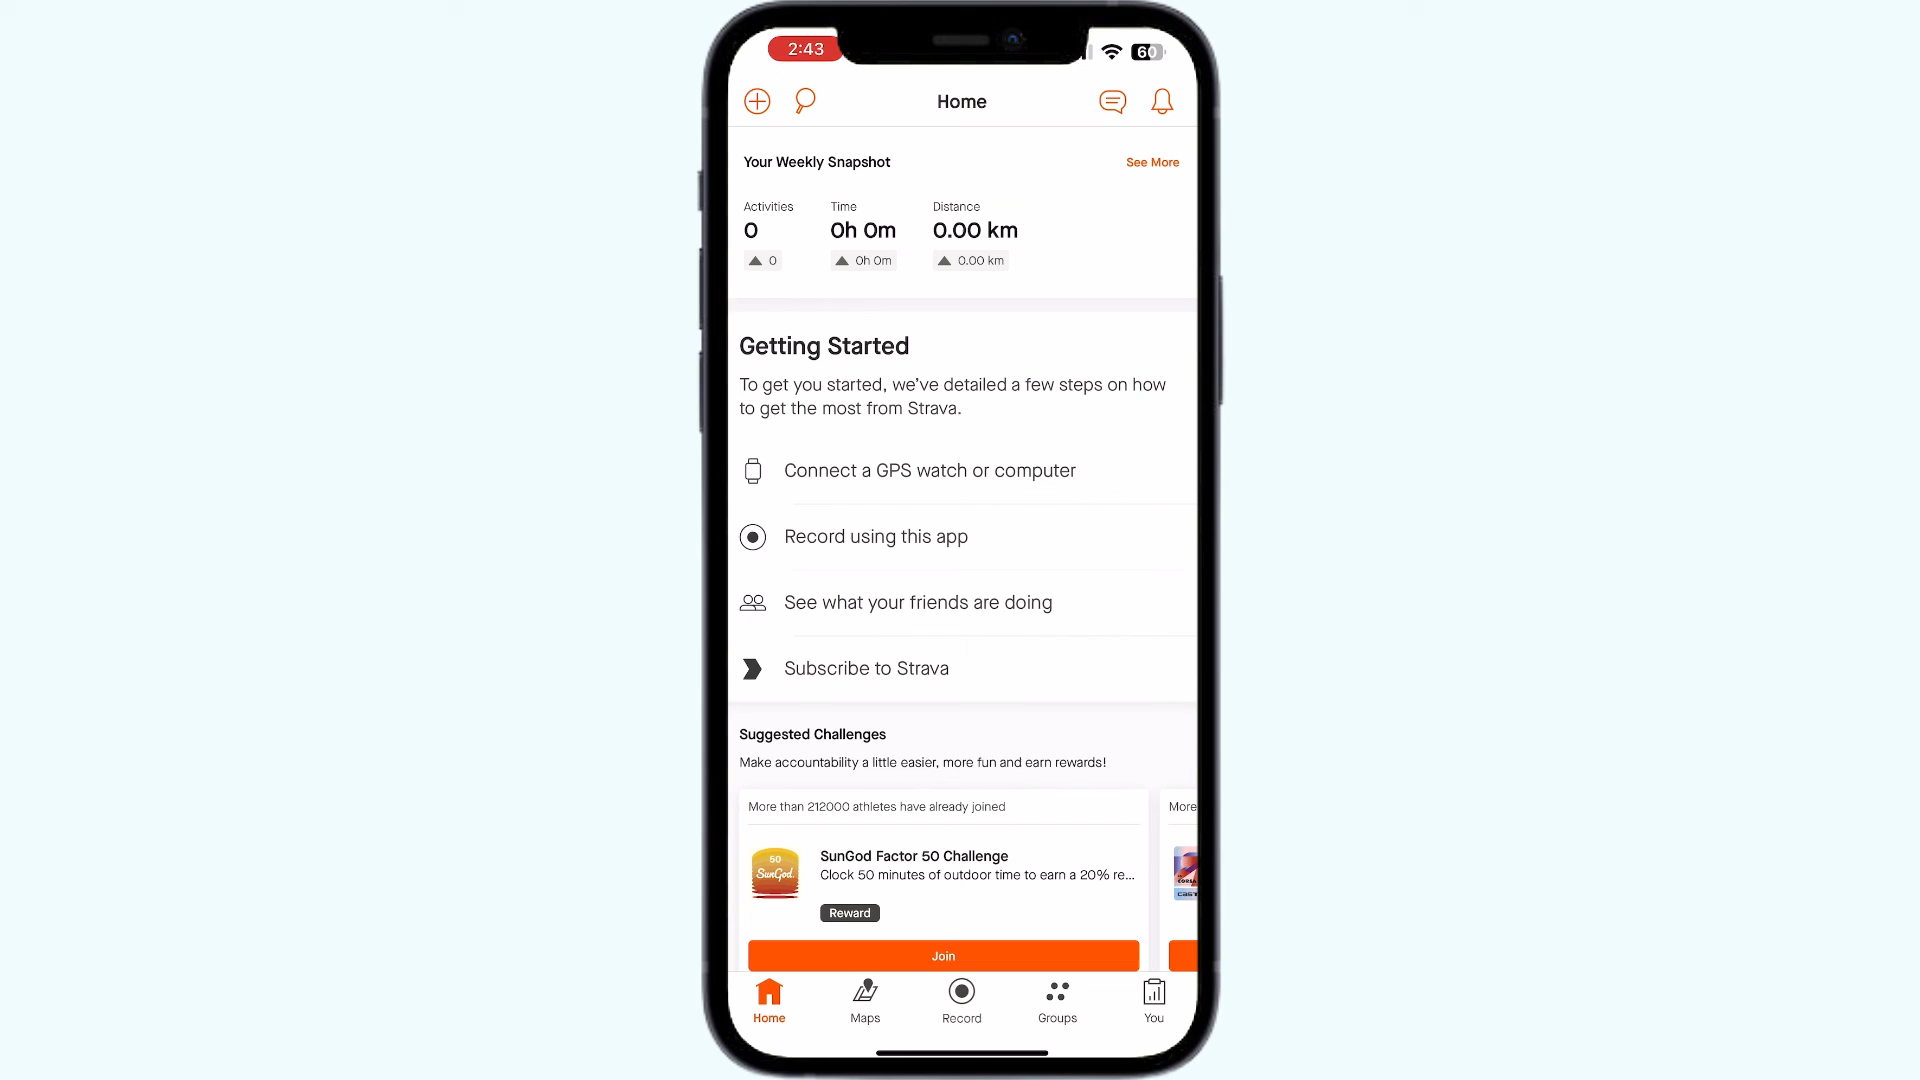 2:43
60
Home
Your Weekly Snapshot
See More
Activities
Time
Distance
0
0h 0m
0.00 km
0
0h 0m
0.00 km
Getting Started
To get you started, we've detailed a few steps on how
to get the most from Strava.
Connect a GPS watch or computer
Record using this app
See what your friends are doing
Subscribe to Strava
Suggested Challenges
Make accountability a little easier, more fun and earn rewards!
More than 212000 athletes have already joined
More
50
SunGod.
SunGod Factor 50 Challenge
Clock 50 minutes of outdoor time to earn a 20% re...
Reward
Join
Home
Maps
Record
Groups
You